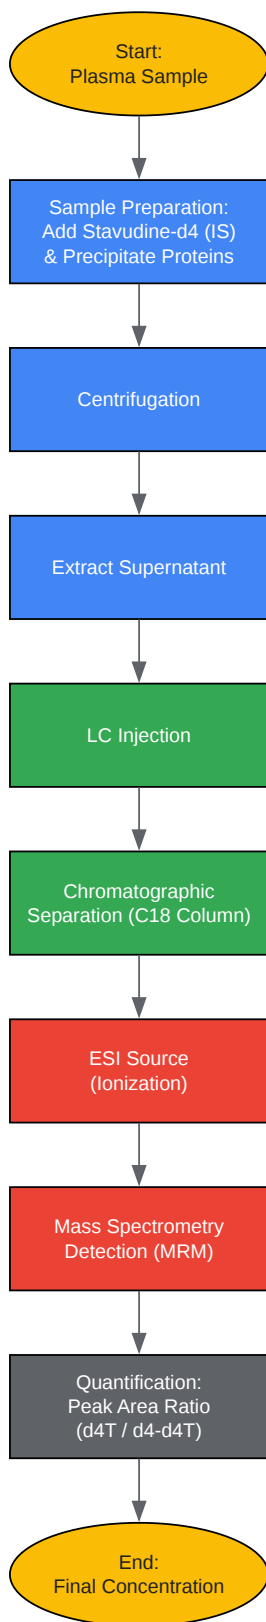 Start:
Plasma Sample
Sample Preparation:
Add Stavudine-d4 (IS)
& Precipitate Proteins
Centrifugation
Extract Supernatant
LC Injection
Chromatographic
Separation (C18 Column)
ESI Source
(Ionization)
Mass Spectrometry
Detection (MRM)
Quantification:
Peak Area Ratio
(d4T / d4-d4T)
End:
Final Concentration